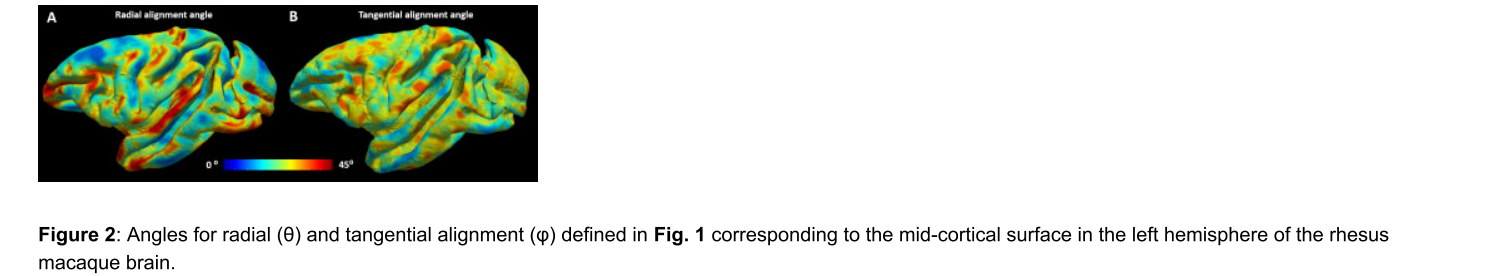 A Radial alignment angle B Tangential alignment angle
0° 45°
Figure 2: Angles for radial (θ) and tangential alignment (φ) defined in Fig. 1 corresponding to the mid-cortical surface in the left hemisphere of the rhesus
macaque brain.